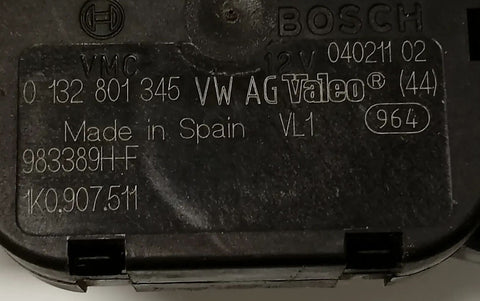 BOSCH
VMC 12V 040211 02
0 132 801 345 VW AG Valeo® (44)
Made in Spain VL1 964
983389H-F
1K0.907.511